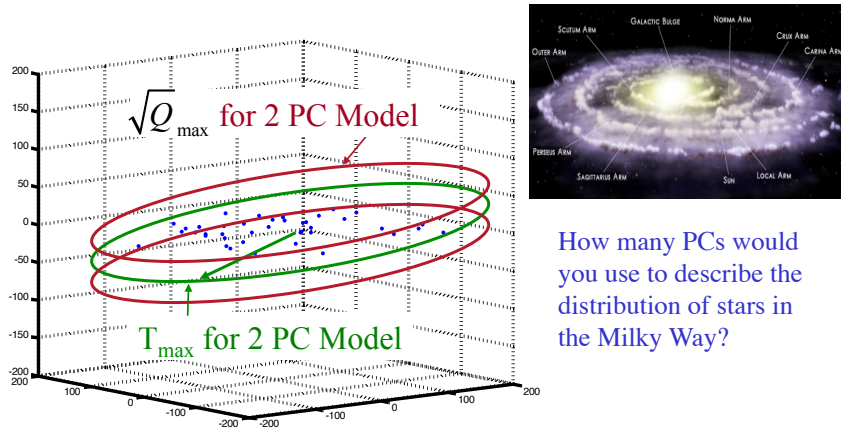 200
150
100
50
0
-50
-100
-150
-200
√Q max for 2 PC Model
Tmax for 2 PC Model
200
100
0
-100
-200
-200
-100
0
100
200
GALACTIC BULGE
NORMA ARM
SCUTUM ARM
CRUX ARM
OUTER ARM
CARINA ARM
PERSEUS ARM
SAGITTARIUS ARM
SUN
LOCAL ARM
How many PCs would
you use to describe the
distribution of stars in
the Milky Way?